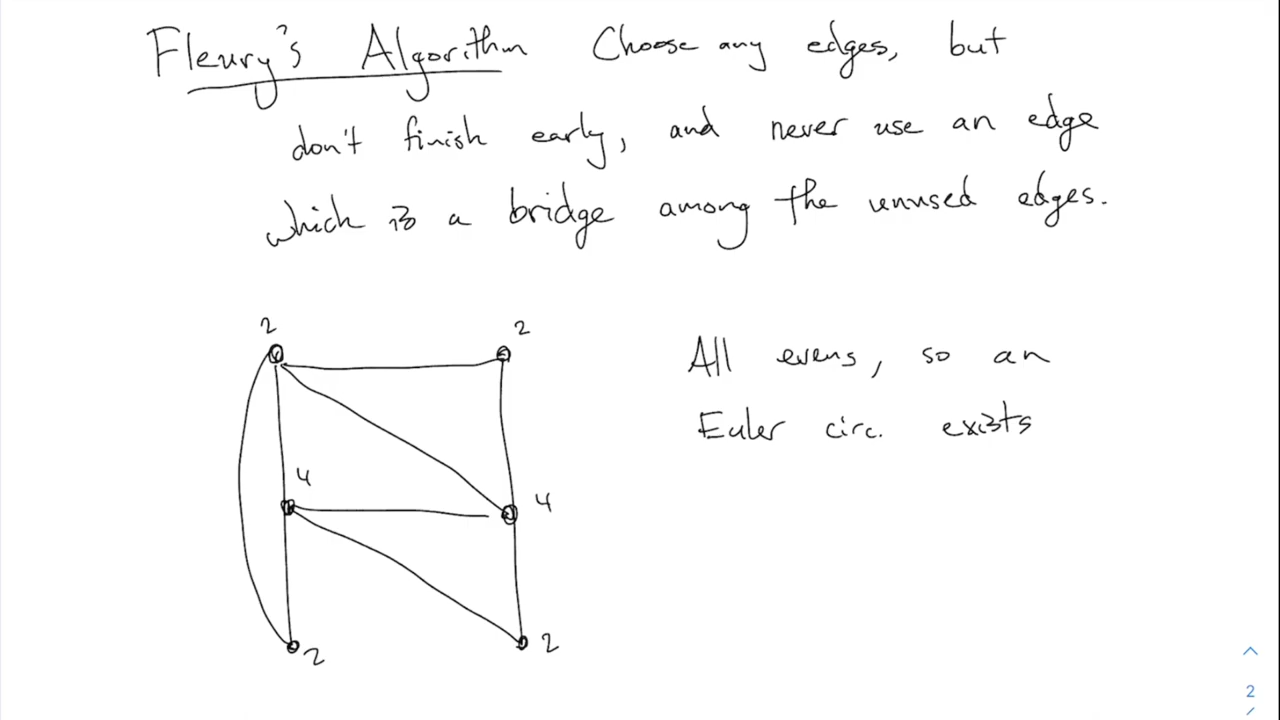 Fleury's Algorithm Choose any edges, but
don't finish early, and never use an edge
which is a bridge among the unused edges.
2 2
All evens, so an
Euler circ. exists
4 4
2 2
2